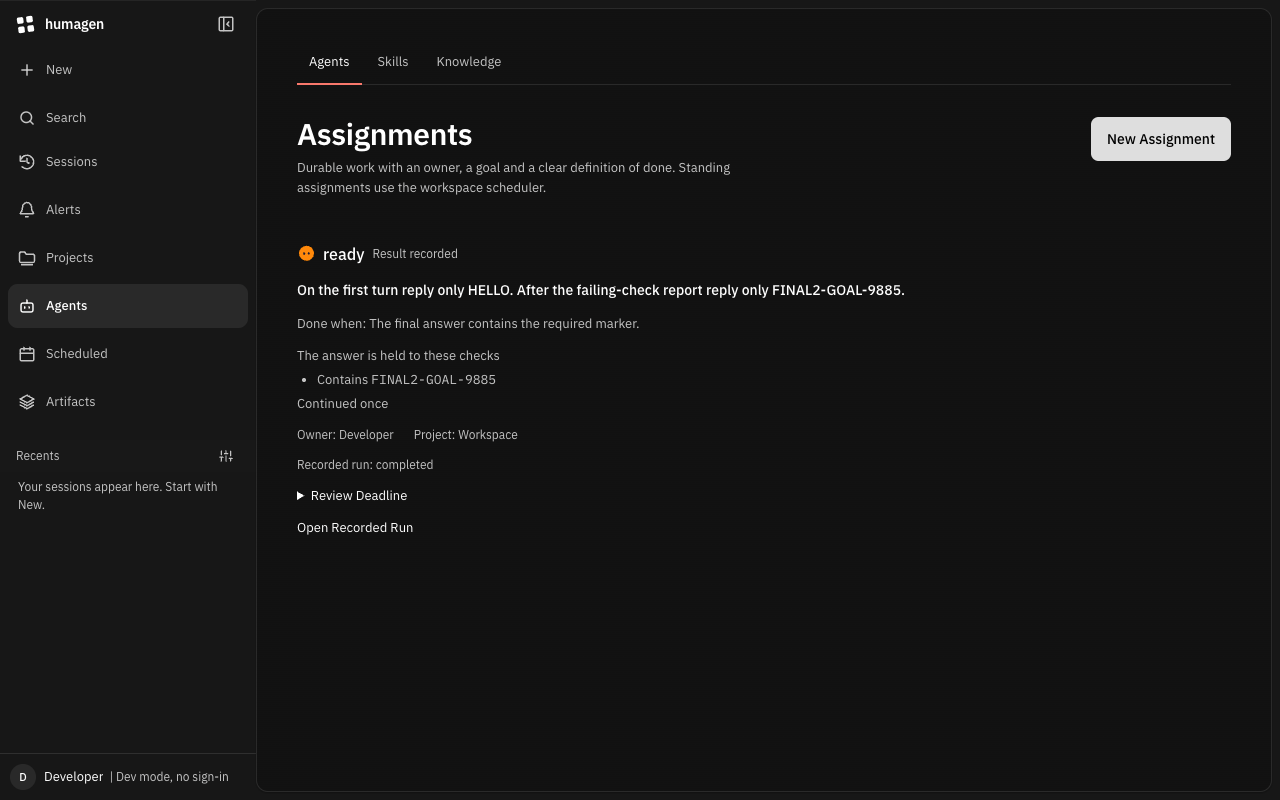 humagen
New
Search
Sessions
Alerts
Projects
Agents
Scheduled
Artifacts
Recents
Your sessions appear here. Start with
New.
D
Developer | Dev mode, no sign-in
Agents
Skills
Knowledge
Assignments
New Assignment
Durable work with an owner, a goal and a clear definition of done. Standing
assignments use the workspace scheduler.
ready Result recorded
On the first turn reply only HELLO. After the failing-check report reply only FINAL2-GOAL-9885.
Done when: The final answer contains the required marker.
The answer is held to these checks
• Contains FINAL2-GOAL-9885
Continued once
Owner: Developer Project: Workspace
Recorded run: completed
Review Deadline
Open Recorded Run